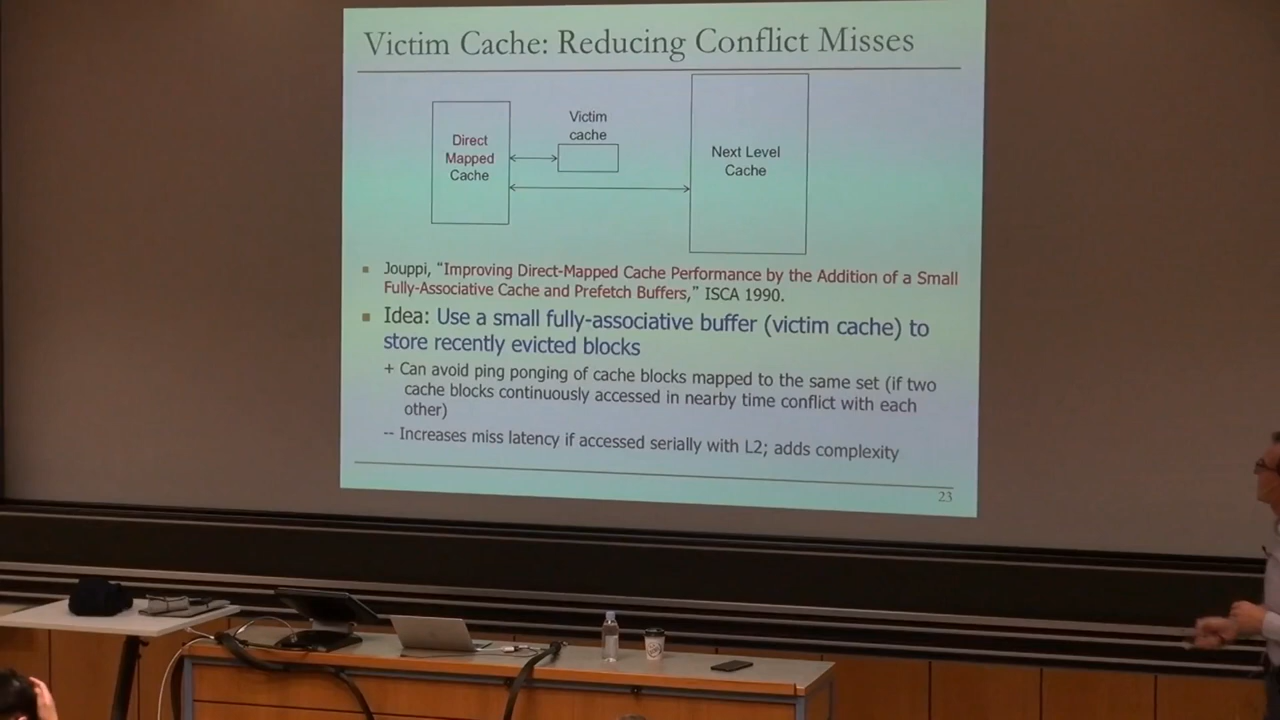 Victim Cache: Reducing Conflict Misses
Victim
cache
Direct
Mapped
Cache
Next Level
Cache
▪ Jouppi, “Improving Direct-Mapped Cache Performance by the Addition of a Small
Fully-Associative Cache and Prefetch Buffers,” ISCA 1990.
▪ Idea: Use a small fully-associative buffer (victim cache) to
store recently evicted blocks
+ Can avoid ping ponging of cache blocks mapped to the same set (if two
cache blocks continuously accessed in nearby time conflict with each
other)
-- Increases miss latency if accessed serially with L2; adds complexity
23